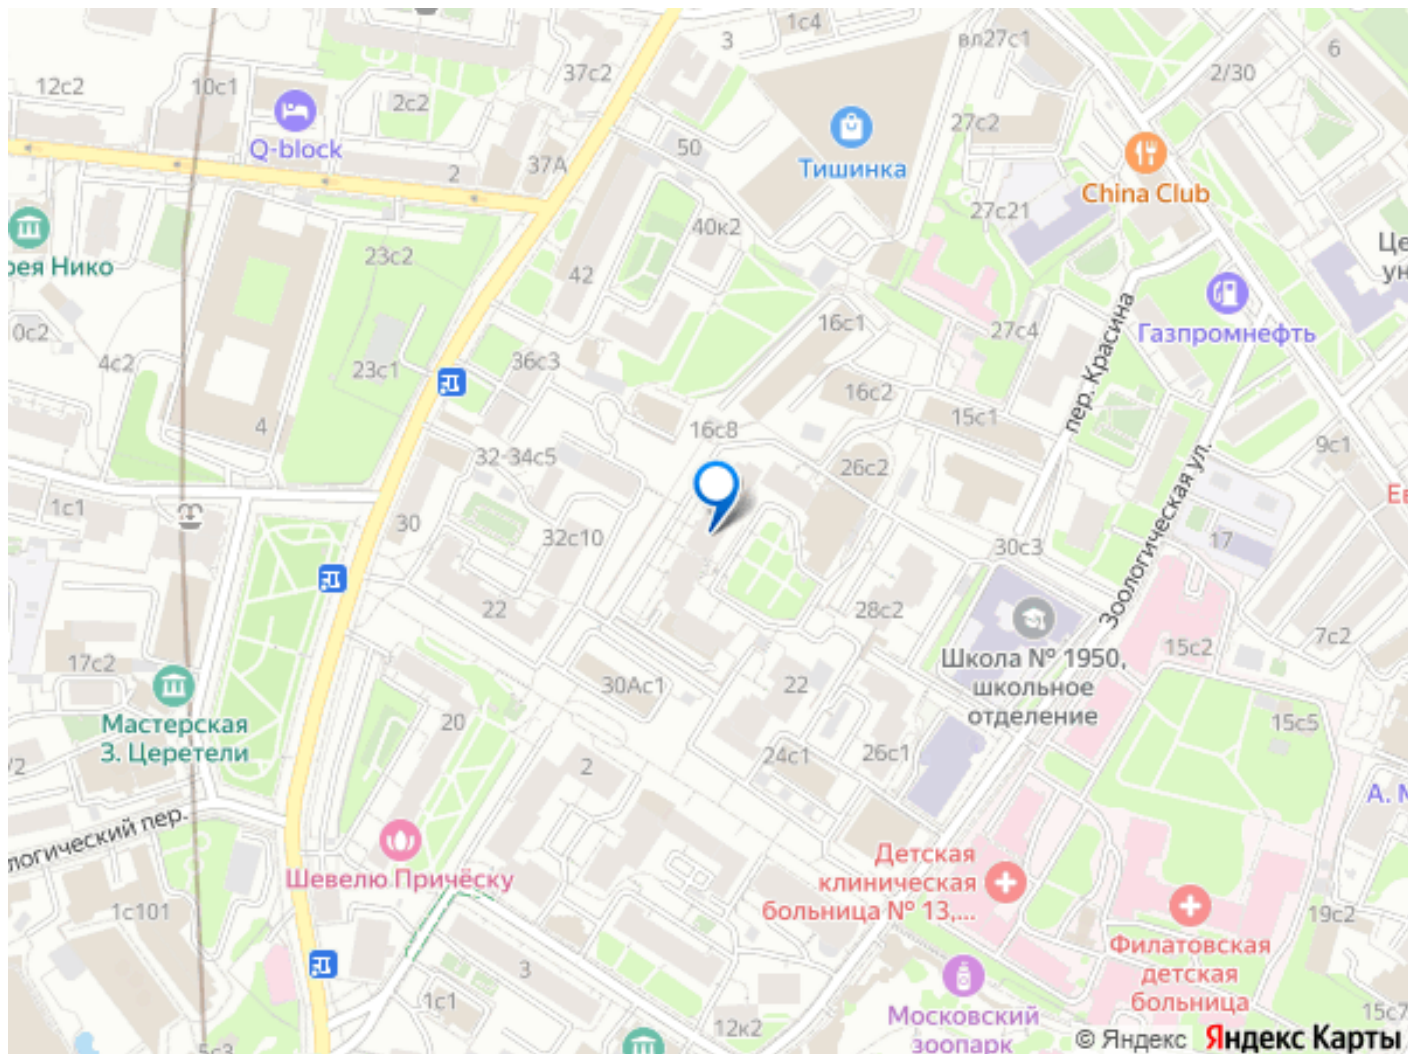 1с4
3
вл27с1
6
37с2
2/30
12с2
10с1
2с2
27с2
Q-block
50
37А
2
Тишинка
China Club
27с21
40к2
23с2
Це
ун
рея Нико
42
пер. Красина
16с1
27с4
Газпромнефть
0с2
4с2
36с3
23с1
16с2
15с1
4
16с8
9с1
32-34с5
26с2
Ев
1с1
30
32с10
30с3
17
Зоологическая ул.
22
28с2
7с2
Школа № 1950,
школьное
отделение
15с2
17с2
30Ас1
22
Мастерская
З. Церетели
20
15с5
24с1
26с1
/2
2
А. М
логический пер.
Детская
клиническая
больница № 13,...
Шевелю Причёску
1с101
19с2
Филатовская
детская
больница
3
1с1
Московский
зоопарк
15с7
12к2
5с3
© Яндекс Яндекс Карты